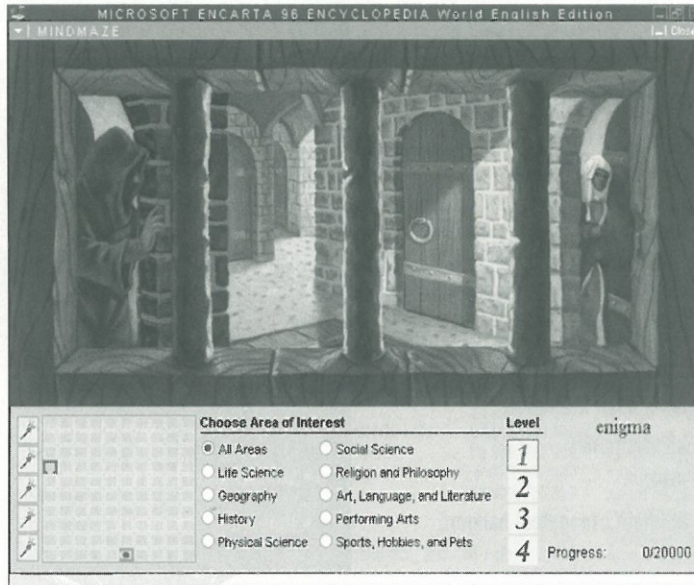 MICROSOFT ENCARTA 96 ENCYCLOPEDIA World English Edition
MINDMAZE Close
Choose Area of Interest Level enigma
All Areas Social Science 1
Life Science Religion and Philosophy 2
Geography Art, Language, and Literature 3
History Performing Arts
Physical Science Sports, Hobbies, and Pets 4 Progress: 0/20000